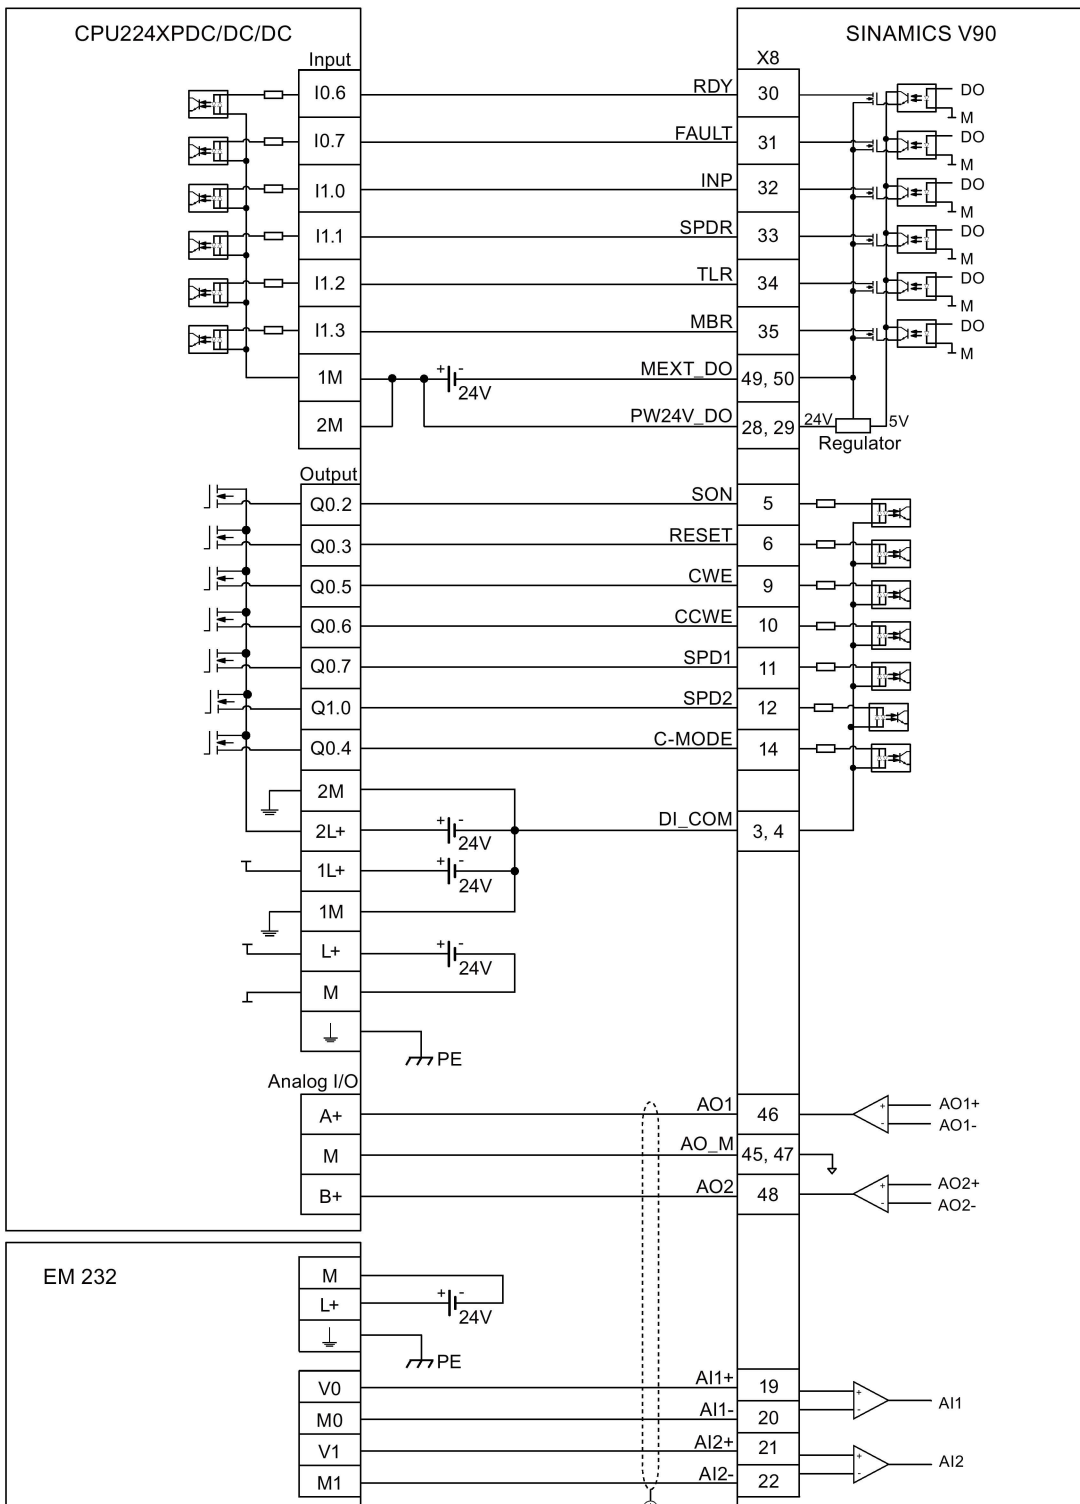 CPU224XPDC/DC/DC
SINAMICS V90
Input
X8
I0.6
RDY
30
DO
M
I0.7
FAULT
31
DO
M
I1.0
INP
32
DO
M
I1.1
SPDR
33
DO
M
I1.2
TLR
34
DO
M
I1.3
MBR
35
DO
M
1M
+ -
24V
MEXT_DO
49, 50
2M
PW24V_DO
28, 29
24V
5V
Regulator
Output
Q0.2
SON
5
Q0.3
RESET
6
Q0.5
CWE
9
Q0.6
CCWE
10
Q0.7
SPD1
11
Q1.0
SPD2
12
Q0.4
C-MODE
14
2M
2L+
+ -
24V
DI_COM
3, 4
1L+
+ -
24V
1M
L+
+ -
24V
M
PE
Analog I/O
A+
AO1
46
+
-
AO1+
AO1-
M
AO_M
45, 47
B+
AO2
48
+
-
AO2+
AO2-
EM 232
M
L+
+ -
24V
PE
V0
AI1+
19
+
-
AI1
M0
AI1-
20
V1
AI2+
21
+
-
AI2
M1
AI2-
22